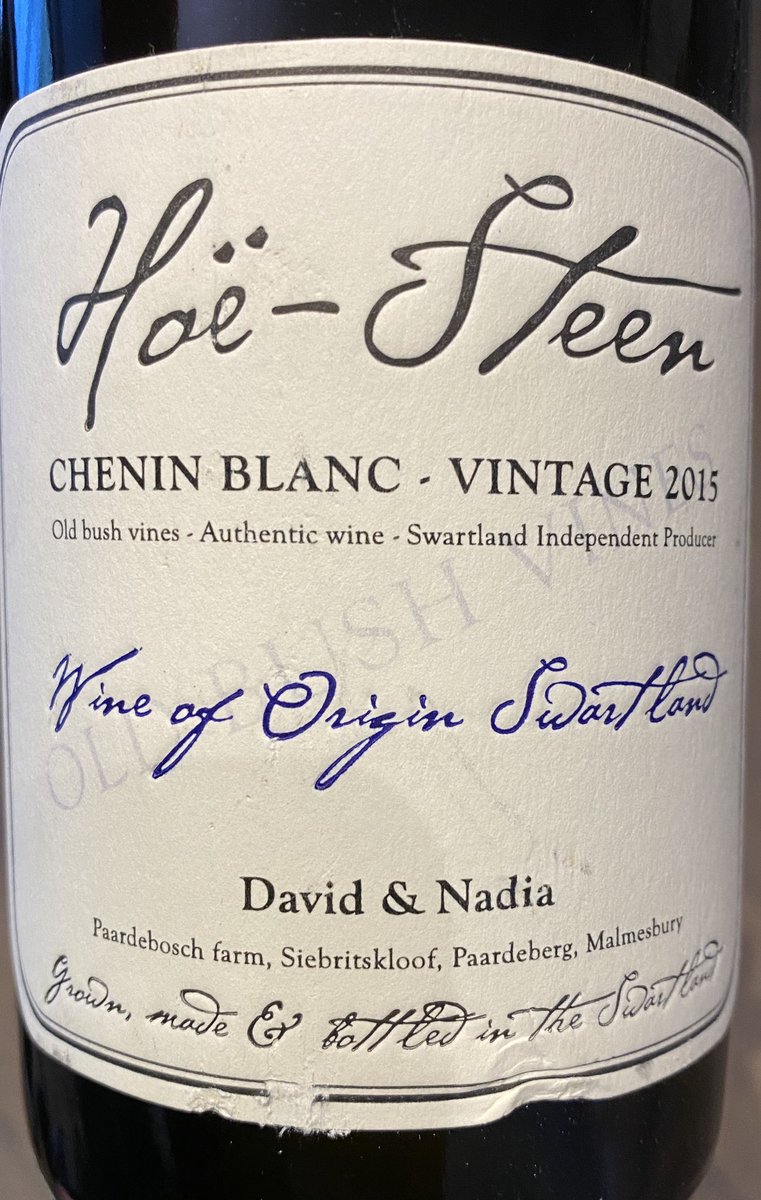 Hoë-Steen
CHENIN BLANC - VINTAGE 2015
Old bush vines - Authentic wine - Swartland Independent Producer
OLD BUSH VINES
Wine of Origin Swartland
David & Nadia
Paardebosch farm, Siebritskloof, Paardeberg, Malmesbury
Grown, made & bottled in the Swartland